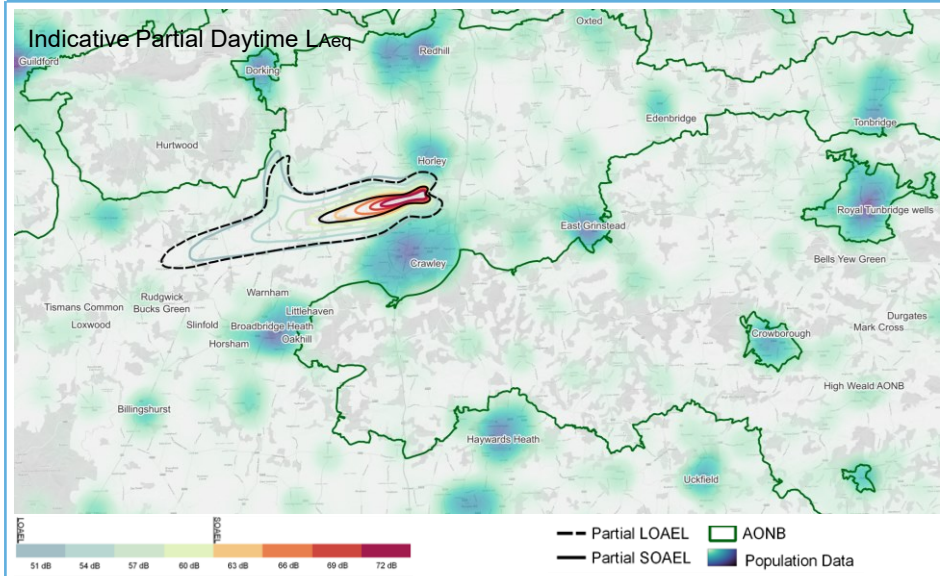 Indicative Partial Daytime LAeq
Oxted
Guildford
Redhill
Dorking
Edenbridge
Tonbridge
Hurtwood
Horley
Royal Tunbridge wells
East Grinstead
Bells Yew Green
Crawley
Warnham
Rudgwick
Tismans Common
Bucks Green
Littlehaven
Loxwood
Slinfold
Broadbridge Heath
Durgates
Mark Cross
Crowborough
Horsham
Oakhill
High Weald AONB
Billingshurst
Haywards Heath
Uckfield
LOAEL
SOAEL
51 dB 54 dB 57 dB 60 dB 63 dB 66 dB 69 dB 72 dB
Partial LOAEL
AONB
Partial SOAEL
Population Data